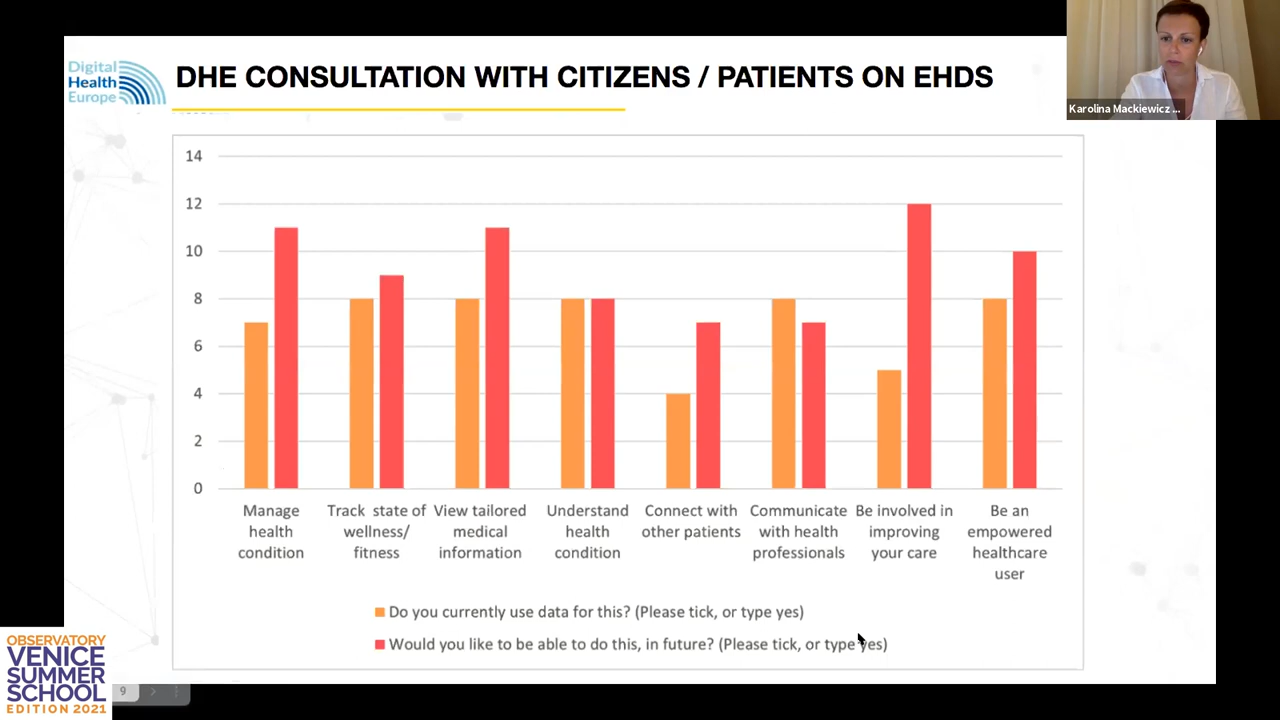 Digital
Health
Europe
DHE CONSULTATION WITH CITIZENS / PATIENTS ON EHDS
Karolina Mackiewicz ...
14
12
10
8
6
4
2
0
Manage
health
condition
Track state of
wellness/
fitness
View tailored
medical
information
Understand
health
condition
Connect with
other patients
Communicate
with health
professionals
Be involved in
improving
your care
Be an
empowered
healthcare
user
Do you currently use data for this? (Please tick, or type yes)
Would you like to be able to do this, in future? (Please tick, or type yes)
OBSERVATORY
VENICE
SUMMER
SCHOOL
EDITION 2021
9